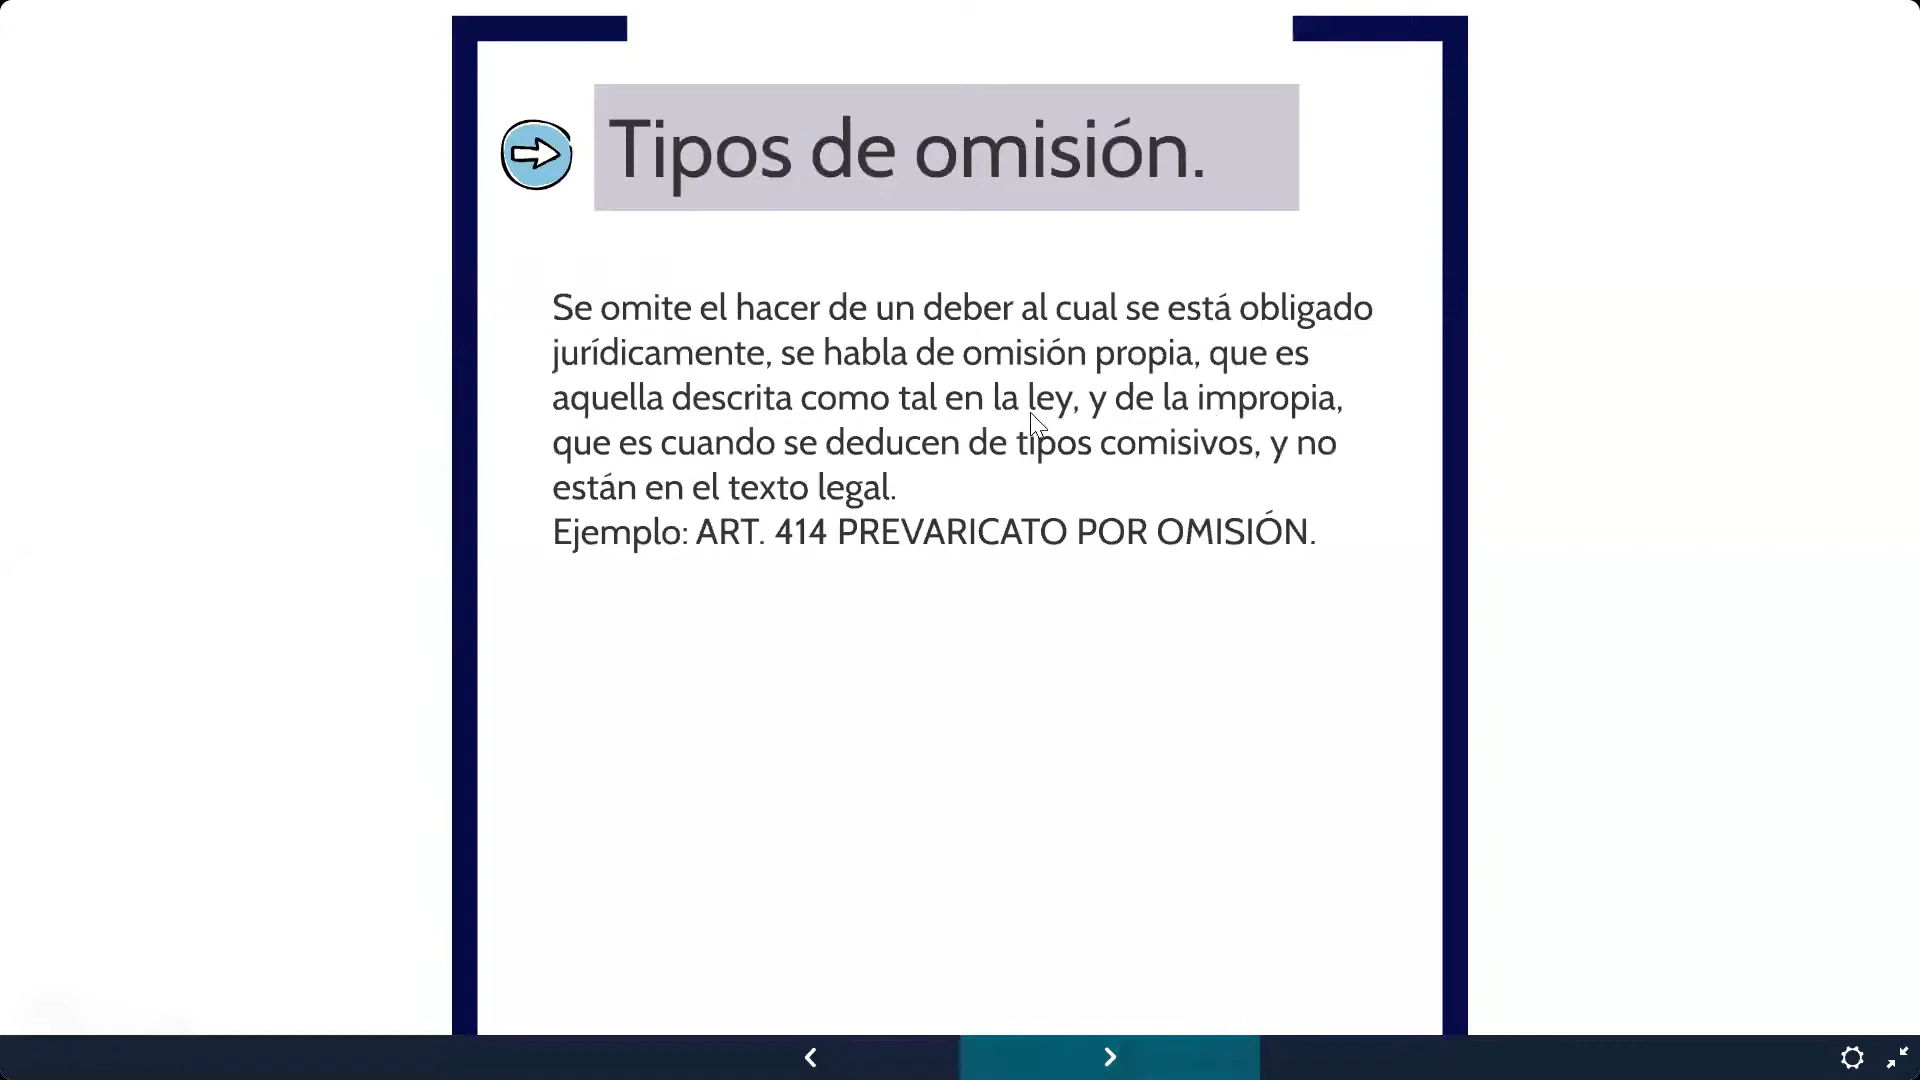 Tipos de omisión.
Se omite el hacer de un deber al cual se está obligado
jurídicamente, se habla de omisión propia, que es
aquella descrita como tal en la ley, y de la impropia,
que es cuando se deducen de tipos comisivos, y no
están en el texto legal.
Ejemplo: ART. 414 PREVARICATO POR OMISIÓN.